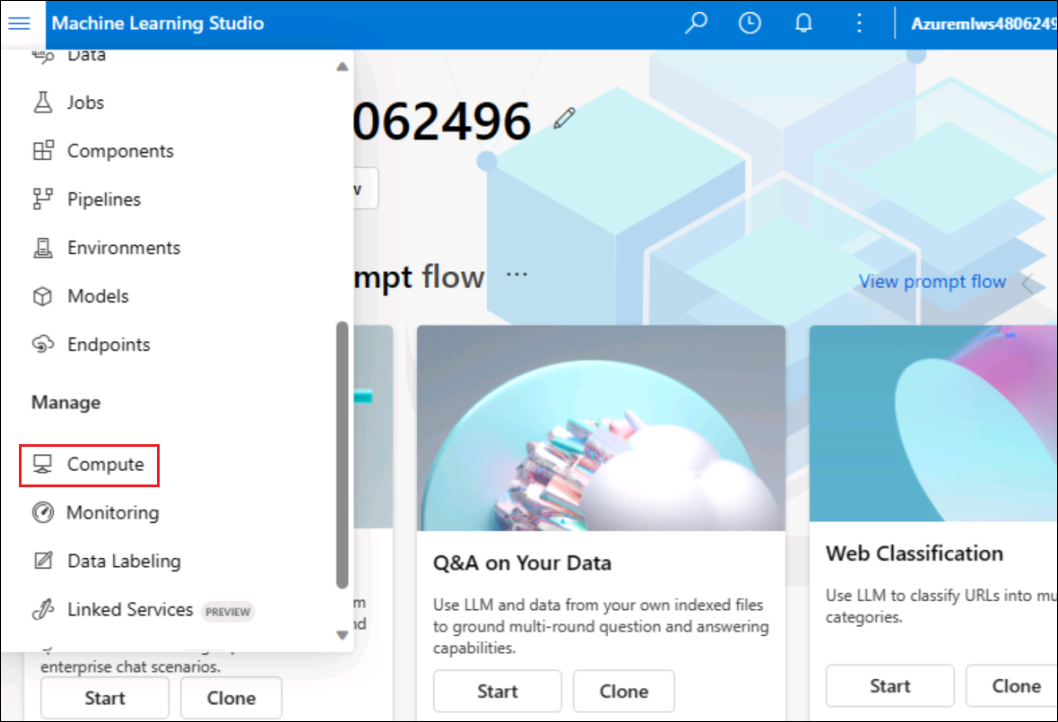 Machine Learning Studio
Azuremlws4806249
Data
Jobs
Components
Pipelines
Environments
Models
Endpoints
Manage
Compute
Monitoring
Data Labeling
Linked Services PREVIEW
062496
flow
View prompt flow
enterprise chat scenarios.
Start
Clone
Q&A on Your Data
Use LLM and data from your own indexed files
to ground multi-round question and answering
capabilities.
Start
Clone
Web Classification
Use LLM to classify URLs into
categories.
Start
Clone